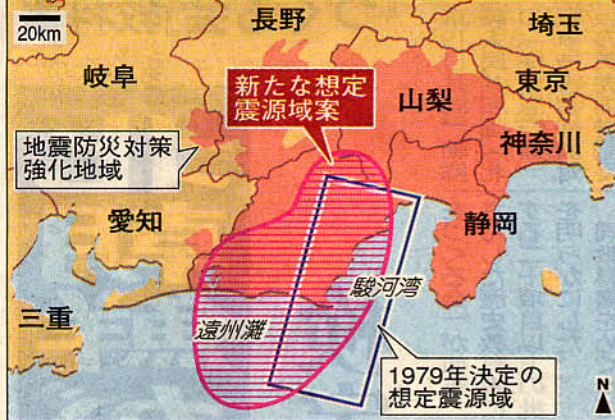 20km
長野
埼玉
岐阜
新たな想定
震源域案
山梨
東京
地震防災対策
強化地域
神奈川
愛知
静岡
駿河湾
三重
遠州灘
1979年決定の
想定震源域
N